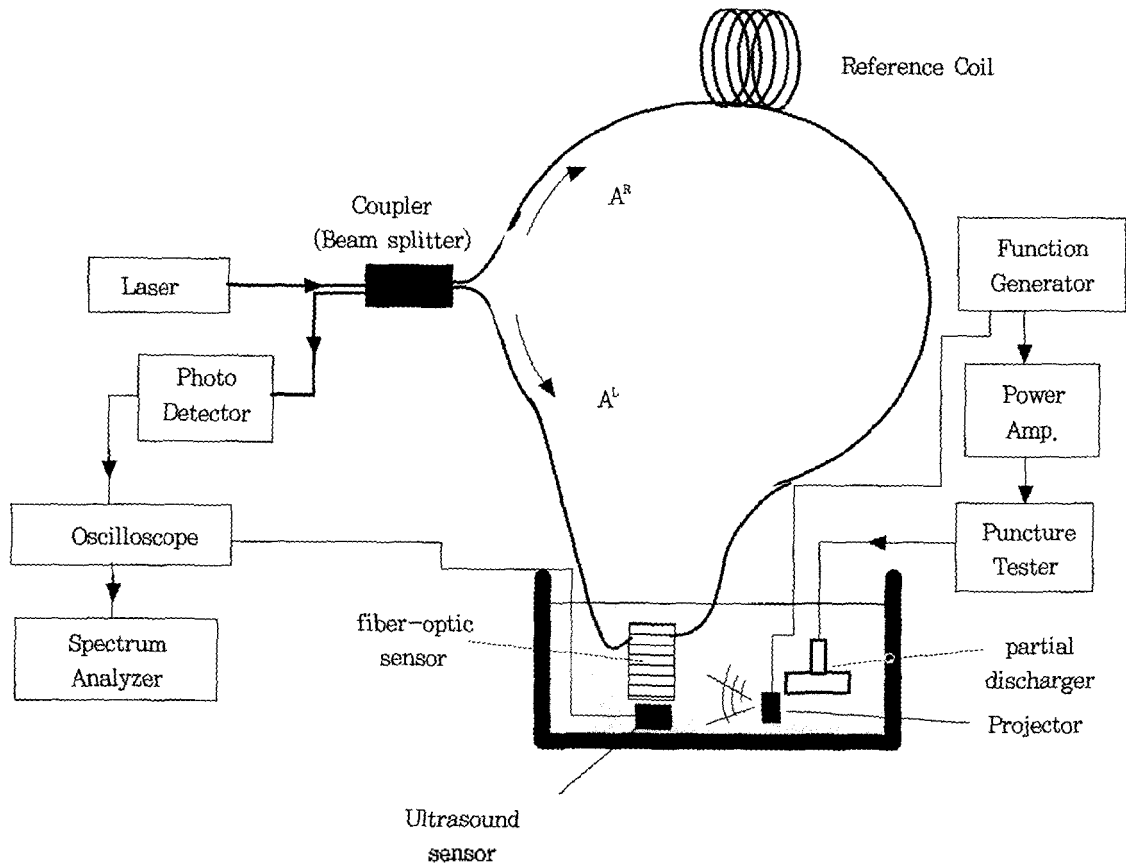 Reference Coil
A^R
Coupler
(Beam splitter)
Laser
Function
Generator
A^L
Photo
Detector
Power
Amp.
Oscilloscope
Puncture
Tester
fiber-optic
sensor
Spectrum
Analyzer
partial
discharger
Projector
Ultrasound
sensor